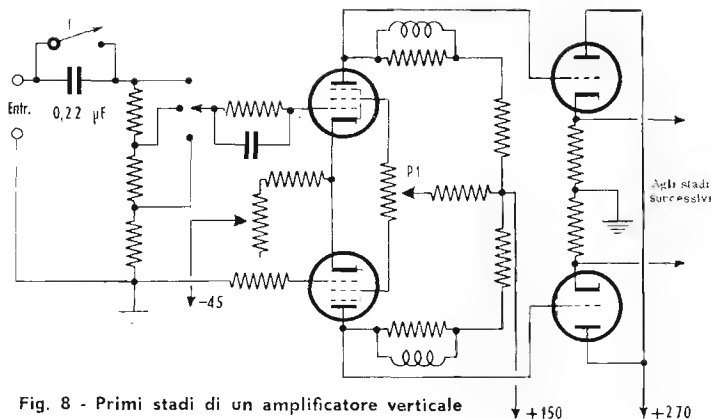 f
Entr.
0,22 µF
P1
Agli stadi
successivi
-45
Fig. 8 - Primi stadi di un amplificatore verticale
+150
+270